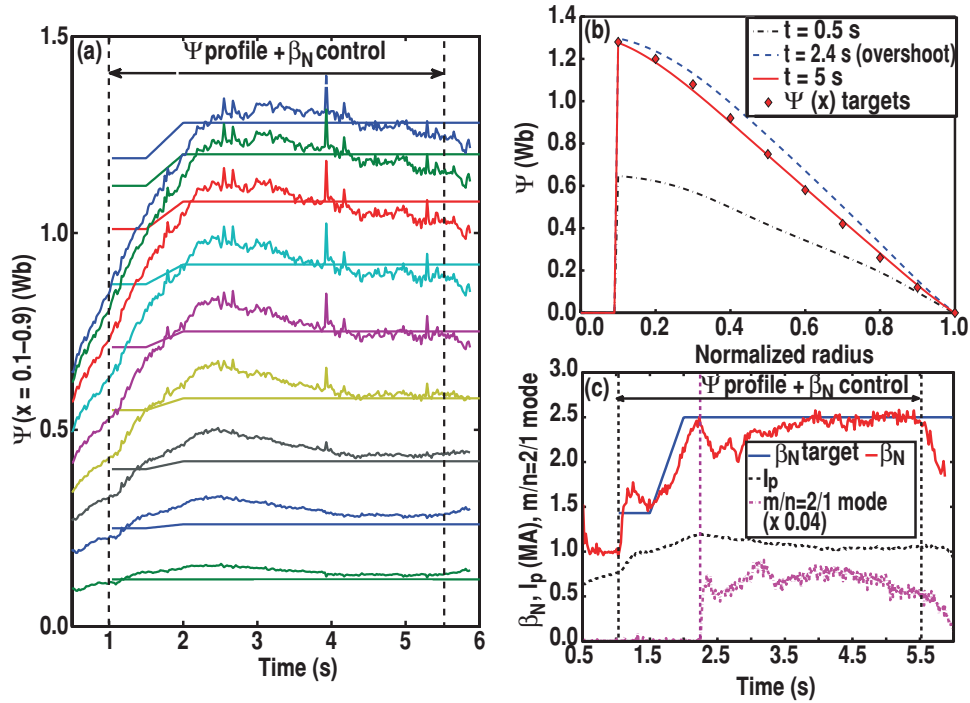 (a)
Ψ profile + β_N control
Ψ(x = 0.1–0.9) (Wb)
1.5
1.0
0.5
0.0
1
2
3
4
5
6
Time (s)
(b)
t = 0.5 s
t = 2.4 s (overshoot)
t = 5 s
Ψ (x) targets
Ψ (Wb)
1.4
1.2
1.0
0.8
0.6
0.4
0.2
0.0
0.0
0.2
0.4
0.6
0.8
1.0
Normalized radius
(c)
Ψ profile + β_N control
β_N target
β_N
I_p
m/n=2/1 mode
(x 0.04)
β_N, I_p (MA), m/n=2/1 mode
3.0
2.5
2.0
1.5
1.0
0.5
0.0
0.5
1.5
2.5
3.5
4.5
5.5
Time (s)